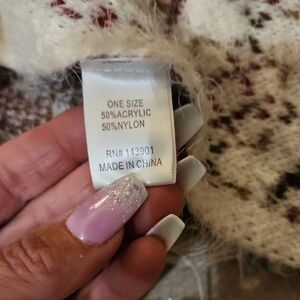 ONE SIZE
50%ACRYLIC
50%NYLON
RN# 143901
MADE IN CHINA